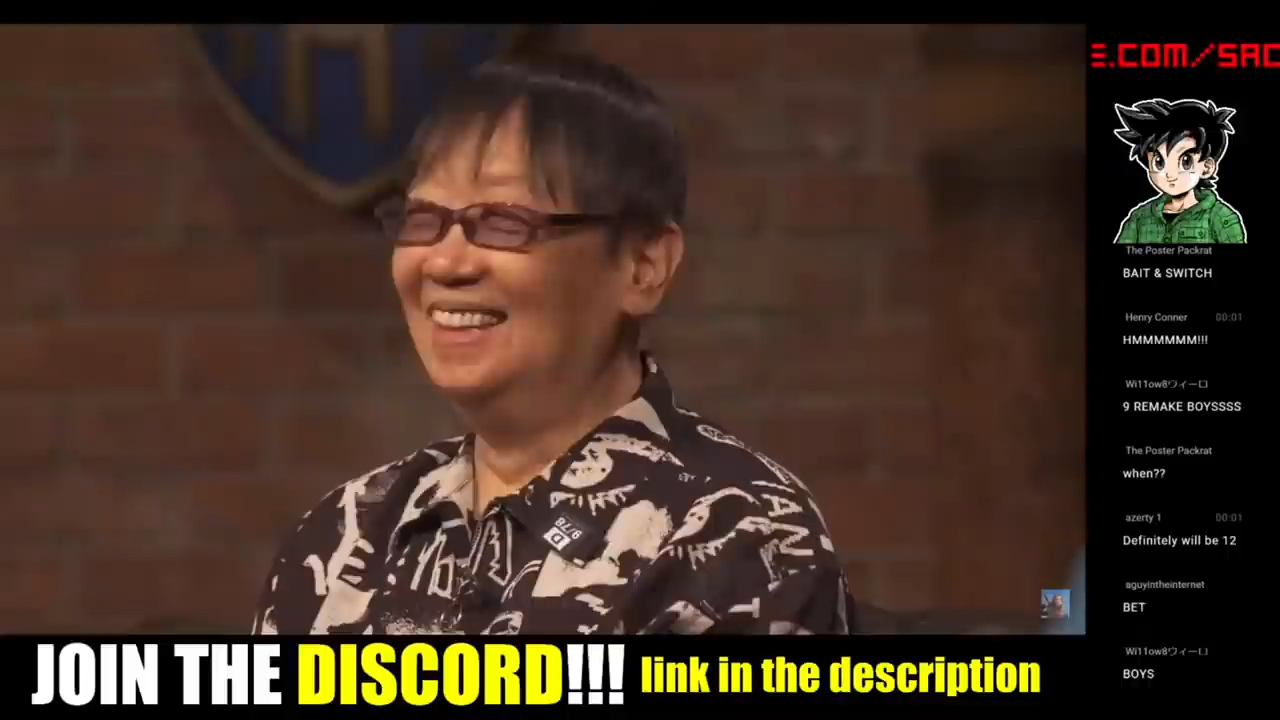 Ξ.COM/SAC
The Poster Packrat
BAIT & SWITCH
Henry Conner 00:01
HMMMMMM!!!
Wi11ow8ウィーロ
9 REMAKE BOYSSSS
The Poster Packrat
when??
azerty 1 00:01
Definitely will be 12
aguyintheinternet
BET
Wi11ow8ウィーロ
BOYS
JOIN THE DISCORD!!! link in the description